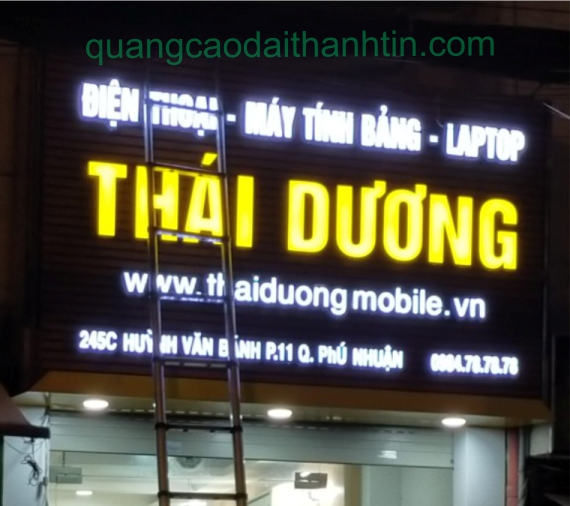 quangcaodaithanhtin.com
ĐIỆN THOẠI - MÁY TÍNH BẢNG - LAPTOP
THÁI DƯƠNG
www.thaiduongmobile.vn
245C HUỲNH VĂN BÁNH P.11 Q. PHÚ NHUẬN 0984.78.78.78